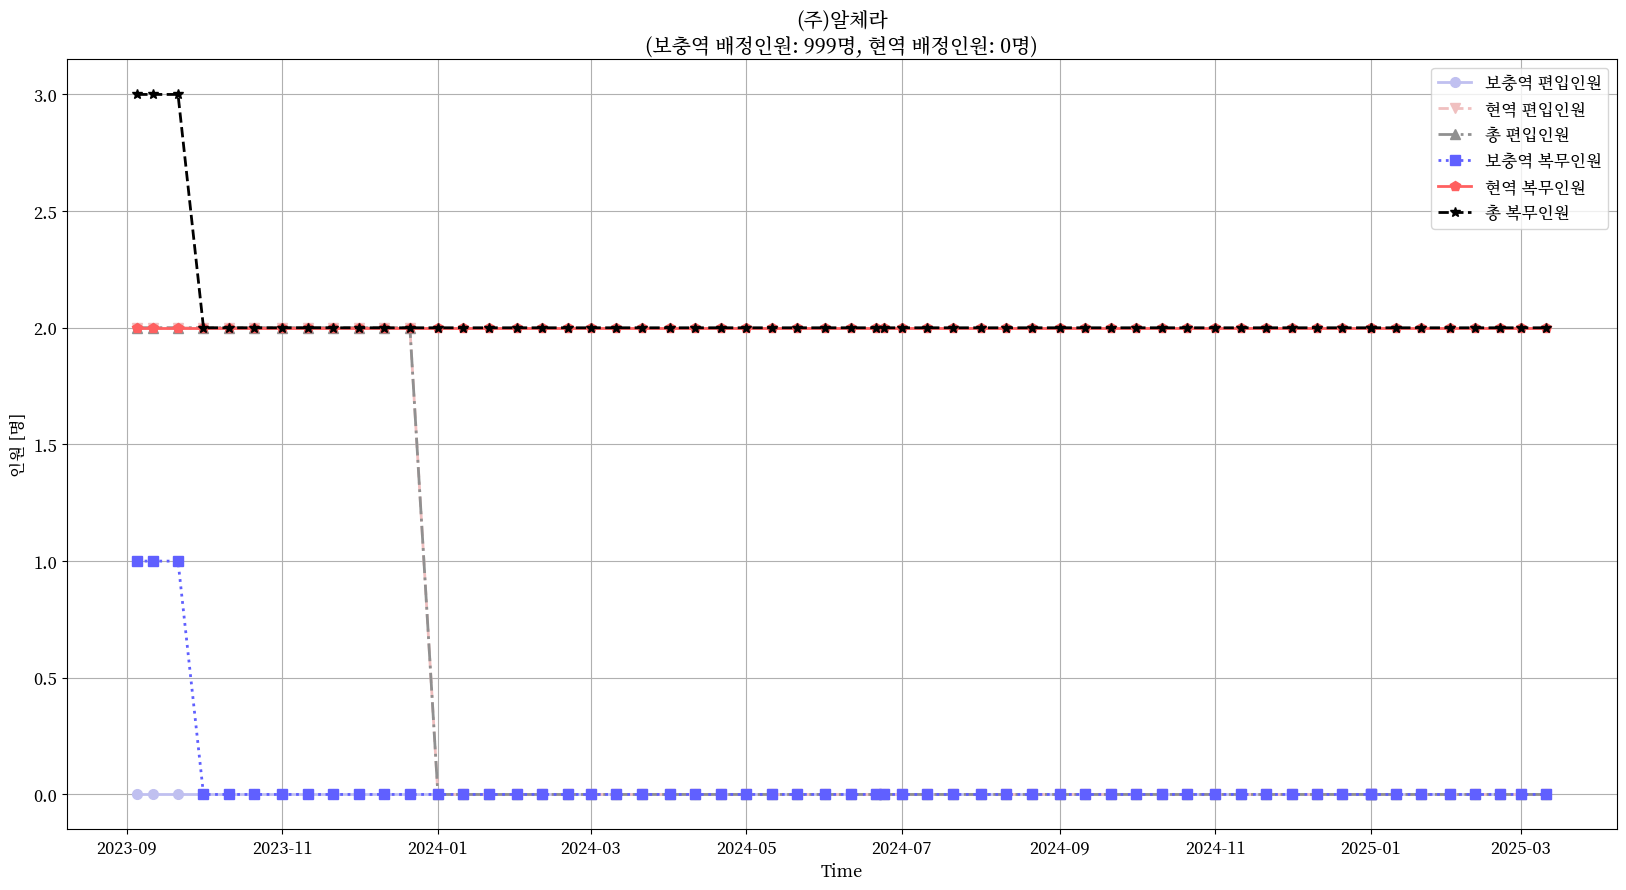 (주)알체라
(보충역 배정인원: 999명, 현역 배정인원: 0명)
보충역 편입인원
현역 편입인원
총 편입인원
보충역 복무인원
현역 복무인원
총 복무인원
인원 [명]
3.0
2.5
2.0
1.5
1.0
0.5
0.0
2023-09
2023-11
2024-01
2024-03
2024-05
2024-07
2024-09
2024-11
2025-01
2025-03
Time